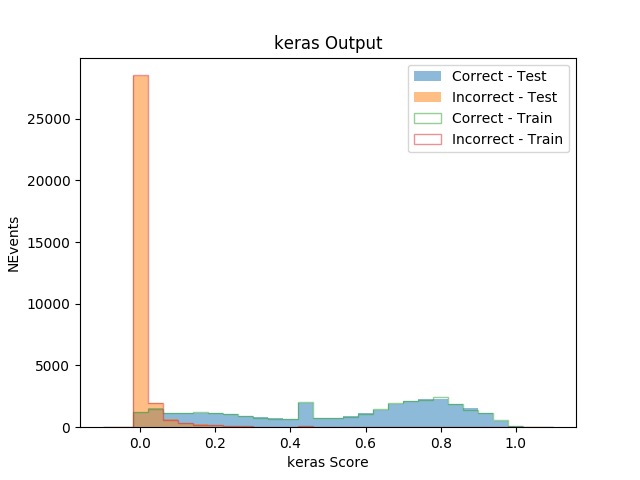 keras Output
Correct - Test
Incorrect - Test
Correct - Train
Incorrect - Train
NEvents
25000
20000
15000
10000
5000
0
0.0 0.2 0.4 0.6 0.8 1.0
keras Score